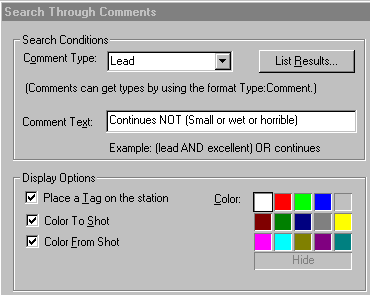 Search Through Comments
Search Conditions
Comment Type: Lead List Results...
(Comments can get types by using the format Type:Comment.)
Comment Text: Continues NOT (Small or wet or horrible)
Example: (lead AND excellent) OR continues
Display Options
Place a Tag on the station Color:
Color To Shot
Color From Shot
Hide